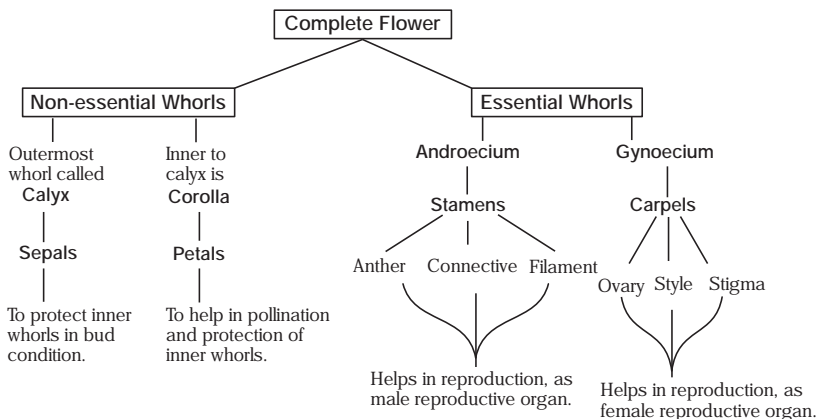 Complete Flower
Non-essential Whorls
Essential Whorls
Outermost
whorl called
Calyx
Sepals
To protect inner
whorls in bud
condition.
Inner to
calyx is
Corolla
Petals
To help in pollination
and protection of
inner whorls.
Androecium
Stamens
Anther
Connective
Filament
Helps in reproduction, as
male reproductive organ.
Gynoecium
Carpels
Ovary
Style
Stigma
Helps in reproduction, as
female reproductive organ.